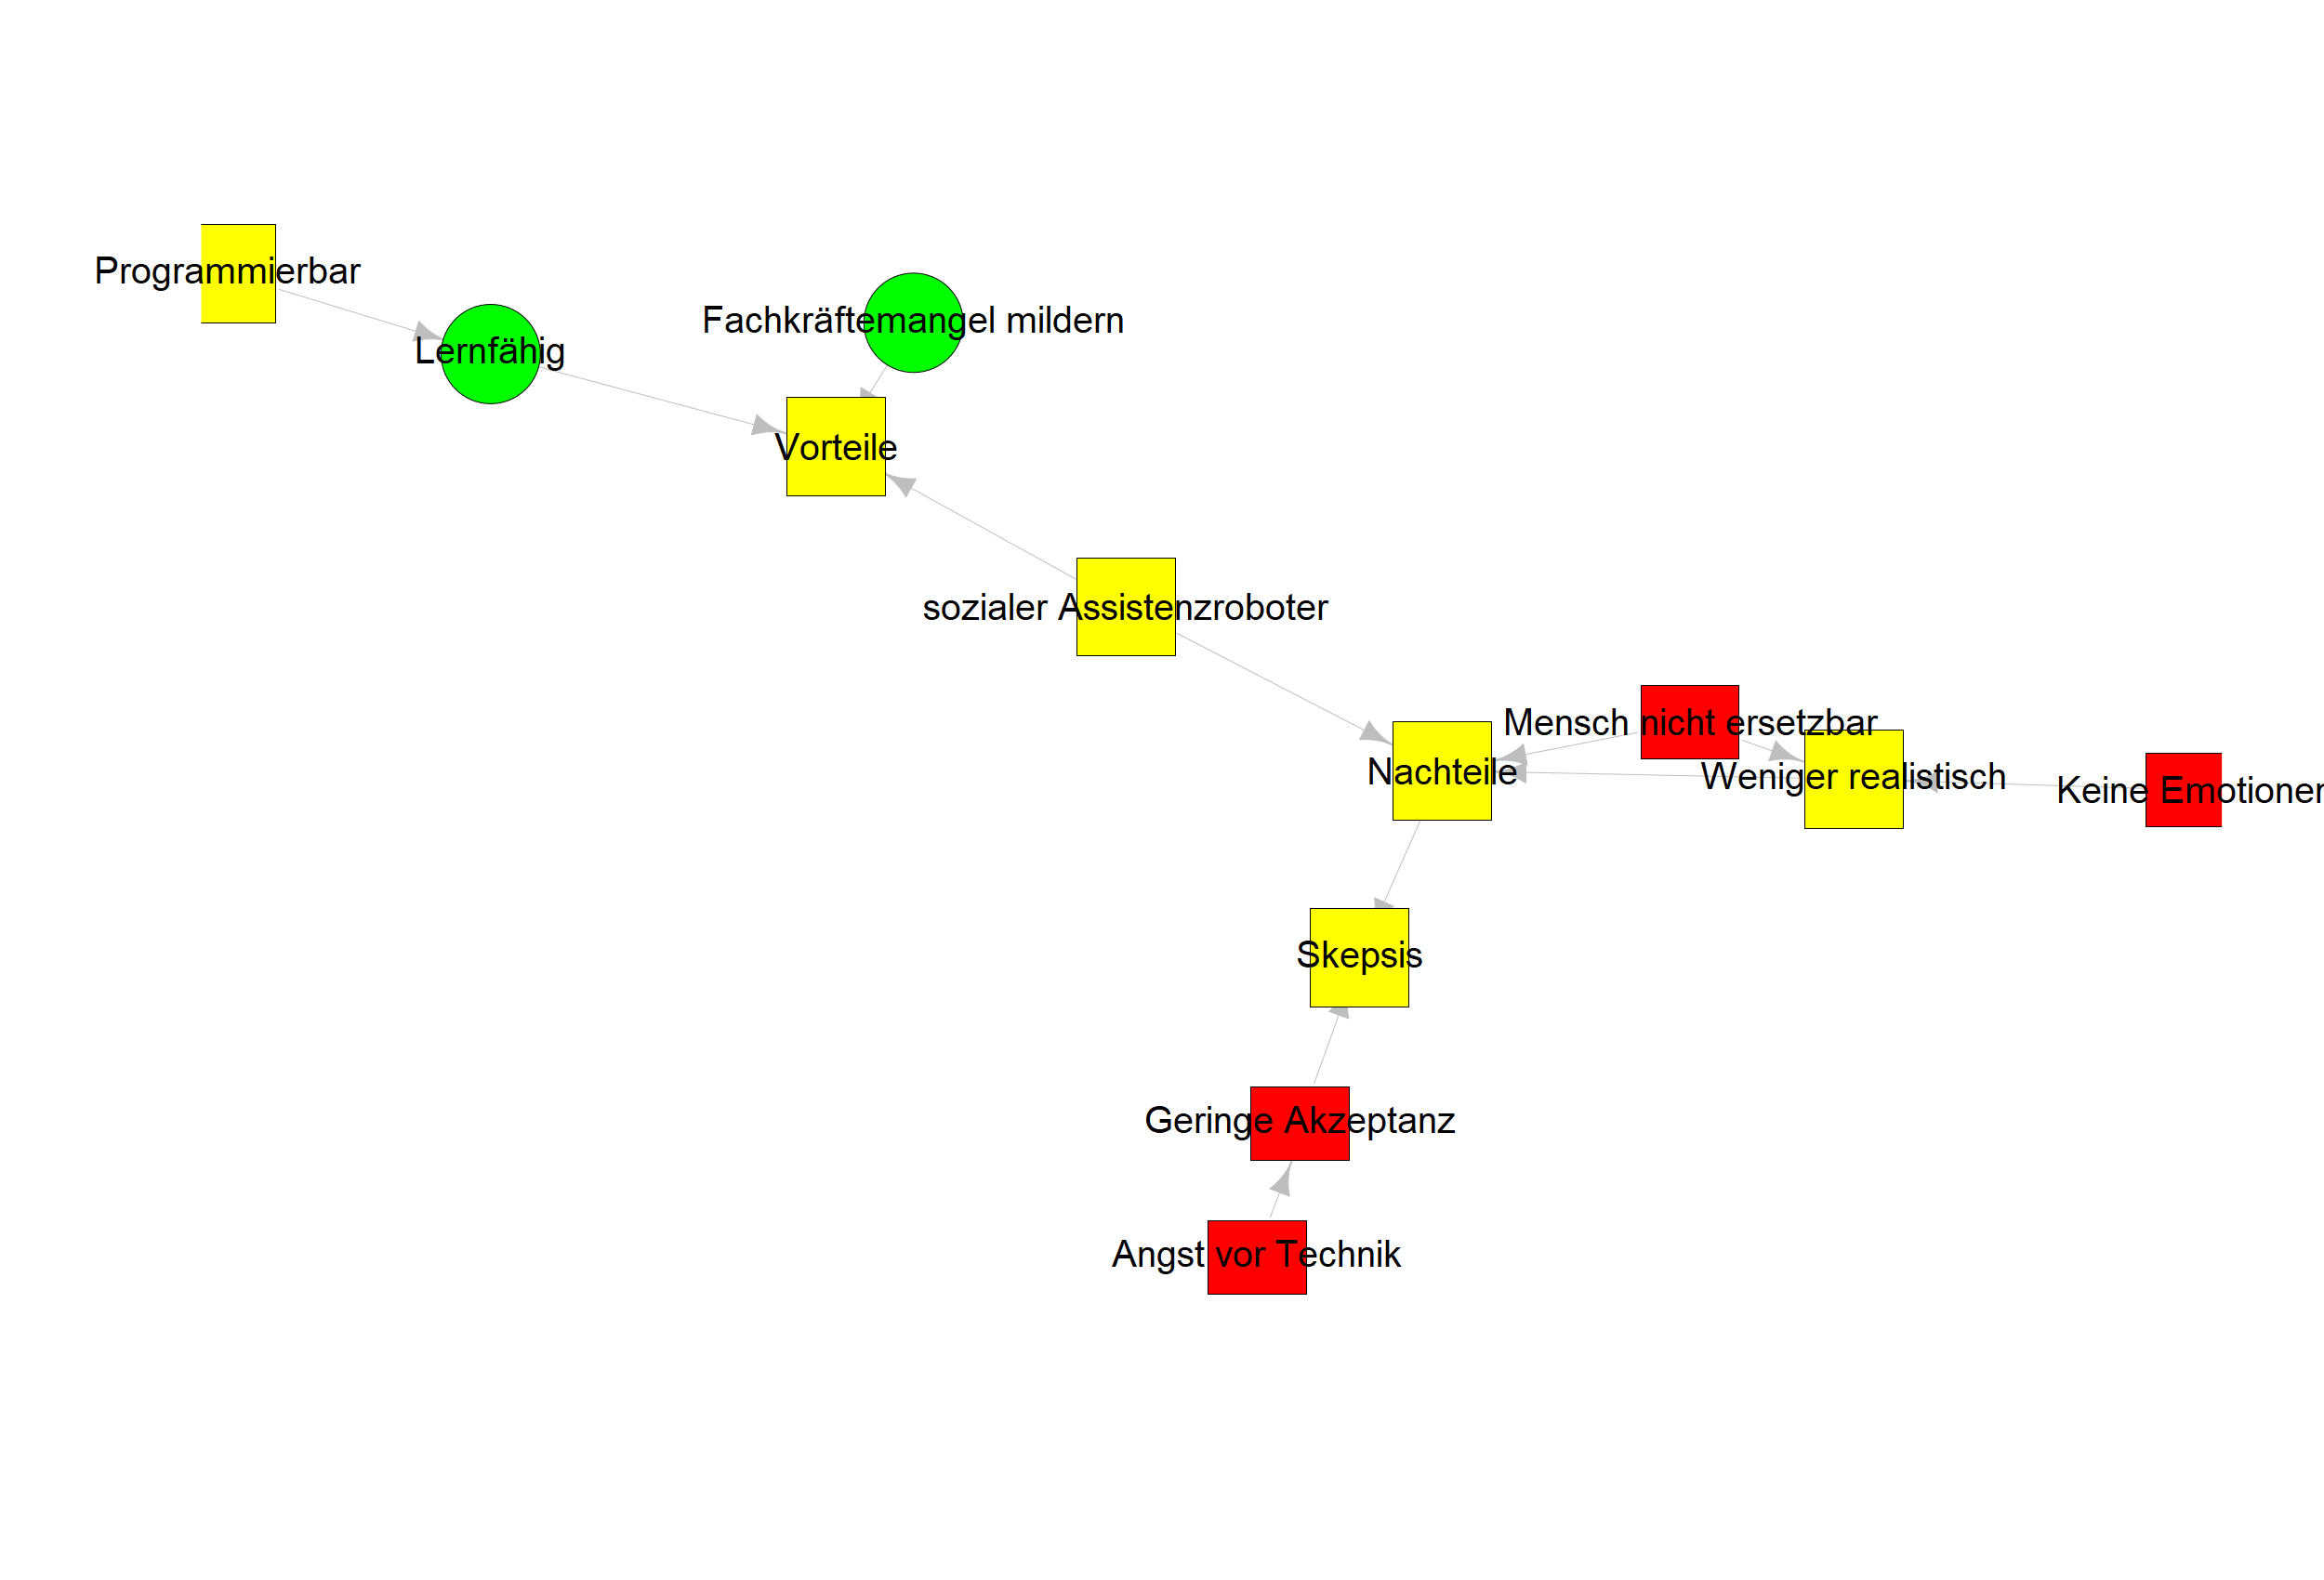 Programmierbar
Fachkräftemangel mildern
Lernfähig
Vorteile
sozialer Assistenzroboter
Mensch nicht ersetzbar
Nachteile
Weniger realistisch
Keine Emotionen
Skepsis
Geringe Akzeptanz
Angst vor Technik